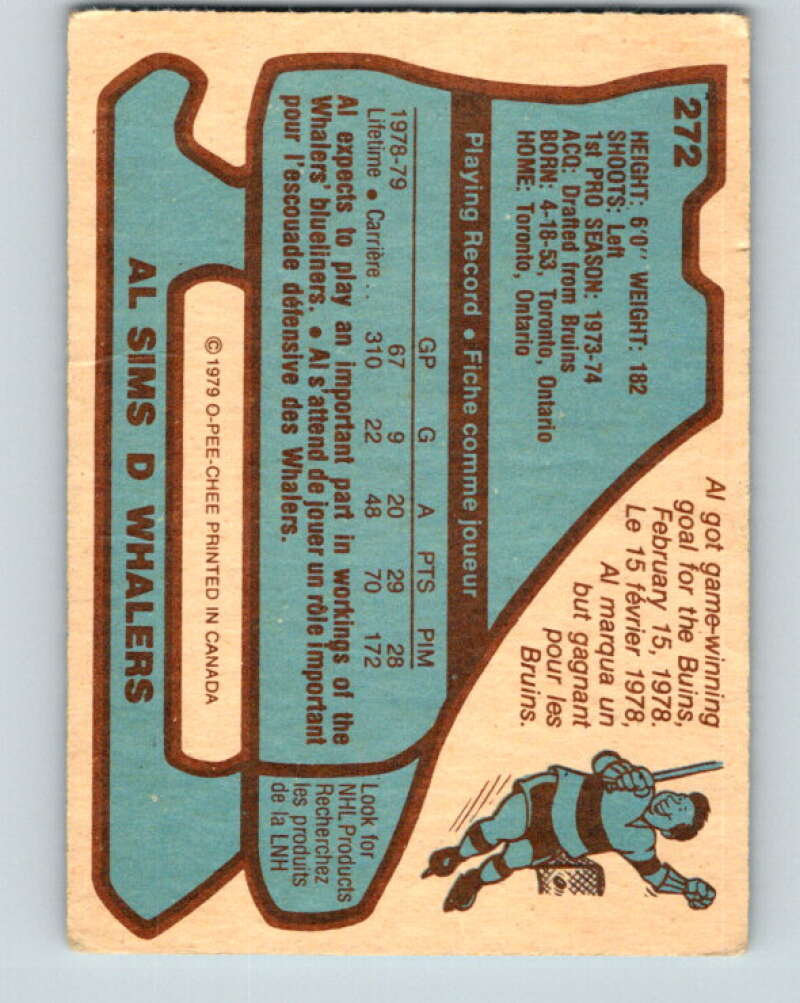 272
HEIGHT: 6'0" WEIGHT: 182
SHOOTS: Left
1st PRO SEASON: 1973-74
ACQ: Drafted from Bruins
BORN: 4-18-53, Toronto, Ontario
HOME: Toronto, Ontario
Al got game-winning
goal for the Buins,
February 15, 1978.
Le 15 février 1978,
Al marqua un
but gagnant
pour les
Bruins.
Playing Record • Fiche comme joueur
GP G A PTS PIM
1978-79 67 9 20 29 28
Lifetime • Carrière . . 310 22 48 70 172
Al expects to play an important part in workings of the
Whalers' blueliners. • Al s'attend de jouer un rôle important
pour l'escouade défensive des Whalers.
Look for
NHL Products
Recherchez
les produits
de la LNH
© 1979 O-PEE-CHEE PRINTED IN CANADA
AL SIMS D WHALERS